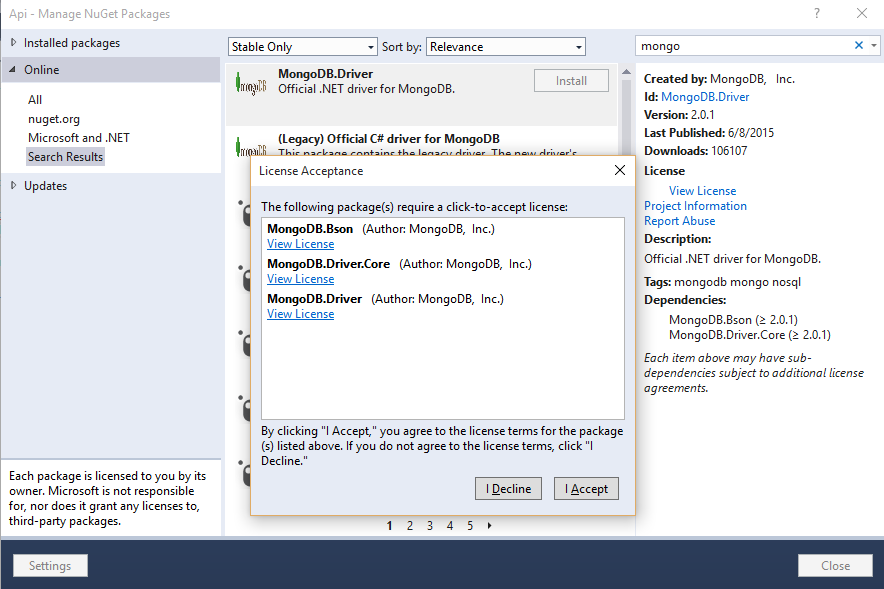 Api - Manage NuGet Packages
?
Installed packages
Online
All
nuget.org
Microsoft and .NET
Search Results
Updates
Each package is licensed to you by its
owner. Microsoft is not responsible
for, nor does it grant any licenses to,
third-party packages.
Stable Only
Sort by:
Relevance
mongoDB
MongoDB.Driver
Official .NET driver for MongoDB.
Install
mongoDB
(Legacy) Official C# driver for MongoDB
This package contains the legacy driver. The new driver's
License Acceptance
The following package(s) require a click-to-accept license:
MongoDB.Bson (Author: MongoDB, Inc.)
View License
MongoDB.Driver.Core (Author: MongoDB, Inc.)
View License
MongoDB.Driver (Author: MongoDB, Inc.)
View License
By clicking "I Accept," you agree to the license terms for the package
(s) listed above. If you do not agree to the license terms, click "I
Decline."
I Decline
I Accept
1 2 3 4 5
mongo
Created by: MongoDB, Inc.
Id: MongoDB.Driver
Version: 2.0.1
Last Published: 6/8/2015
Downloads: 106107
License
View License
Project Information
Report Abuse
Description:
Official .NET driver for MongoDB.
Tags: mongodb mongo nosql
Dependencies:
MongoDB.Bson (≥ 2.0.1)
MongoDB.Driver.Core (≥ 2.0.1)
Each item above may have sub-
dependencies subject to additional license
agreements.
Settings
Close